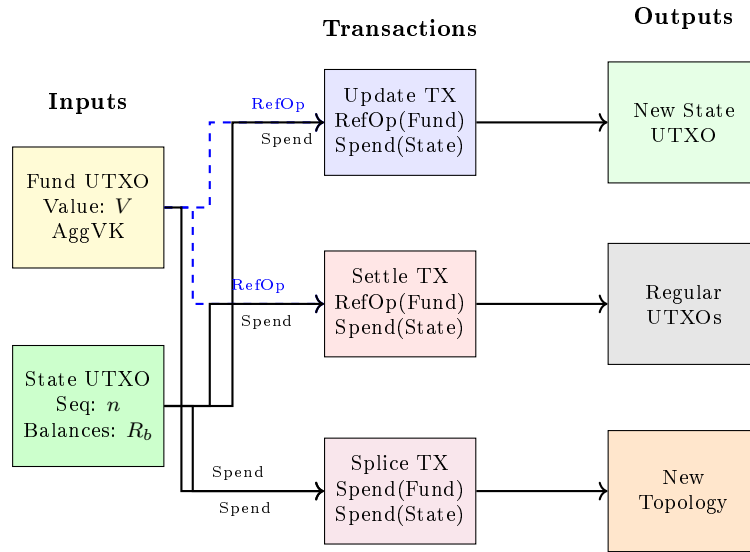 Outputs
Transactions
Inputs
Fund UTXO
Value: V
AggVK
State UTXO
Seq: n
Balances: R_b
RefOp
Spend
Update TX
RefOp(Fund)
Spend(State)
New State
UTXO
RefOp
Spend
Settle TX
RefOp(Fund)
Spend(State)
Regular
UTXOs
Spend
Spend
Splice TX
Spend(Fund)
Spend(State)
New
Topology